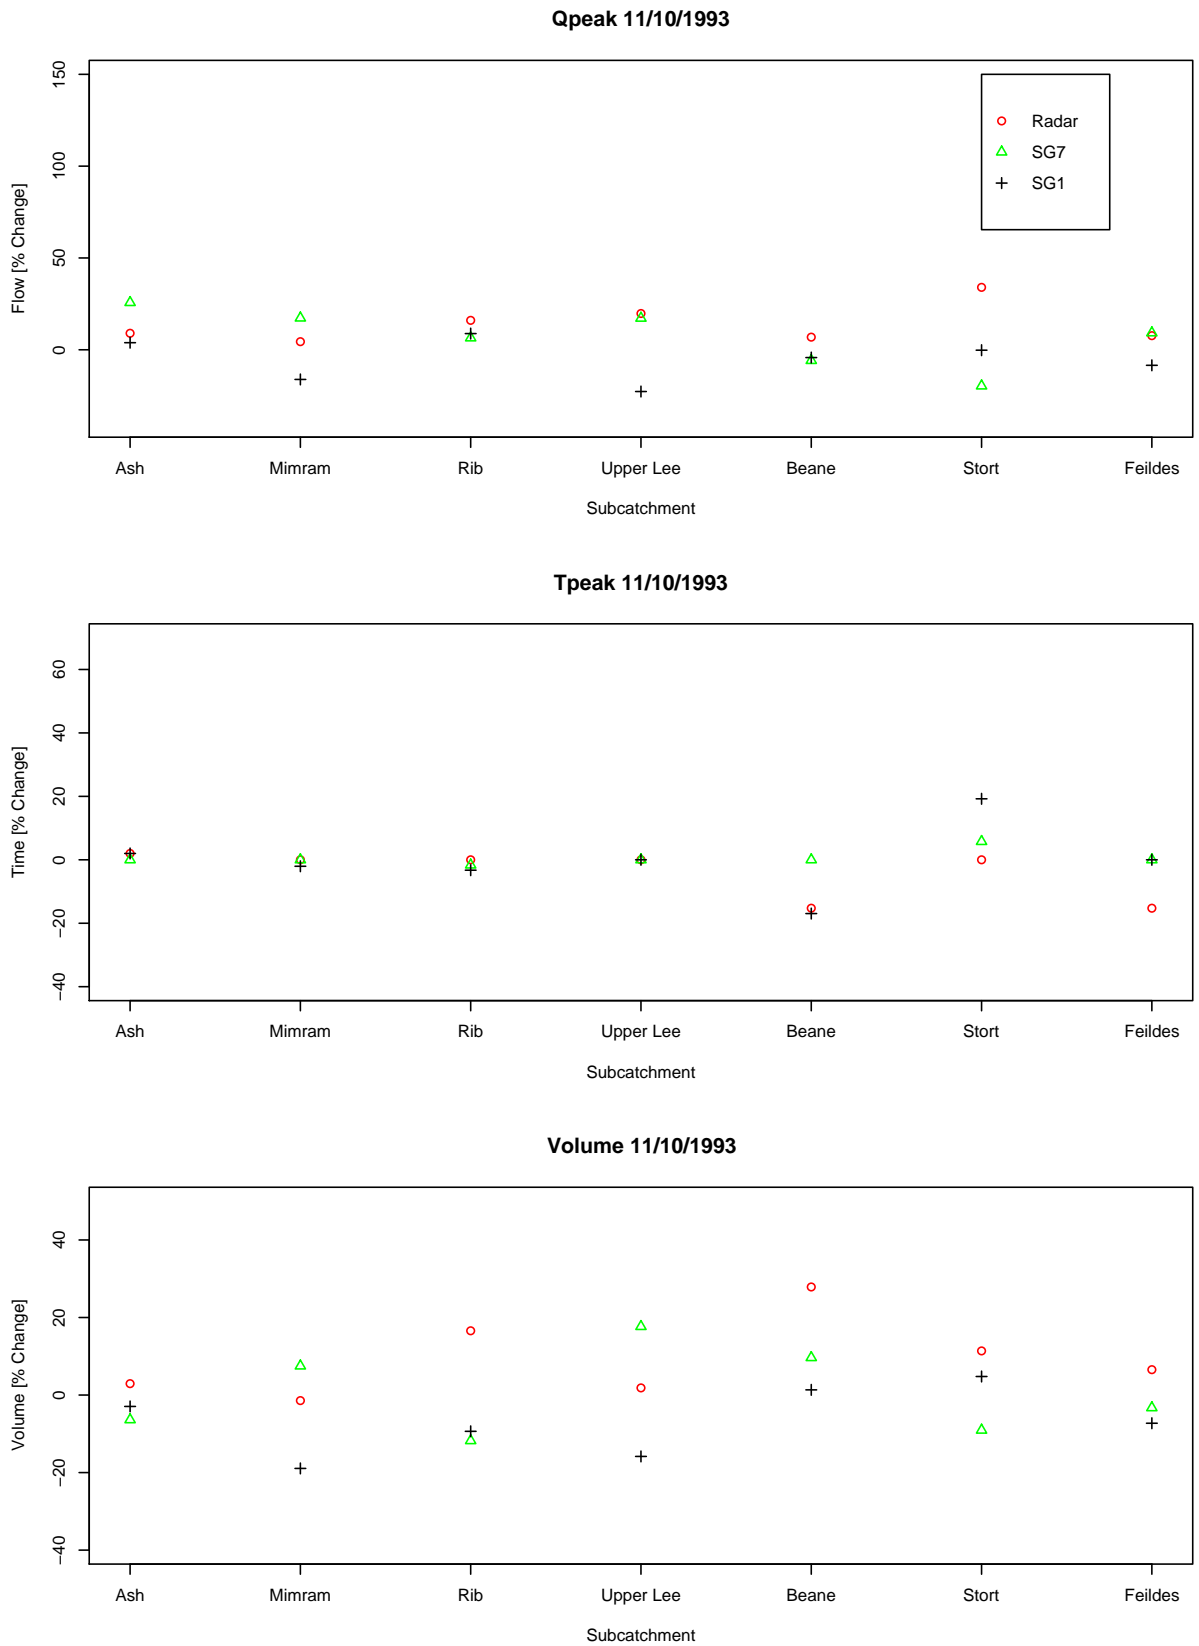 Qpeak 11/10/1993
150
100
50
0
Flow [% Change]
Radar
SG7
SG1
Ash Mimram Rib Upper Lee Beane Stort Feildes
Subcatchment
Tpeak 11/10/1993
60
40
20
0
−20
−40
Time [% Change]
Ash Mimram Rib Upper Lee Beane Stort Feildes
Subcatchment
Volume 11/10/1993
40
20
0
−20
−40
Volume [% Change]
Ash Mimram Rib Upper Lee Beane Stort Feildes
Subcatchment